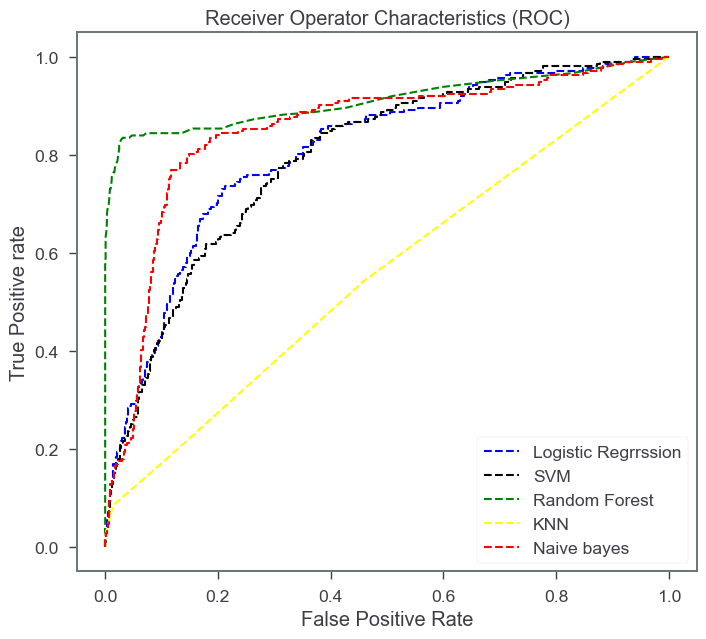 Receiver Operator Characteristics (ROC)
True Positive rate
1.0
0.8
0.6
0.4
0.2
0.0
Logistic Regrrssion
SVM
Random Forest
KNN
Naive bayes
0.0 0.2 0.4 0.6 0.8 1.0
False Positive Rate